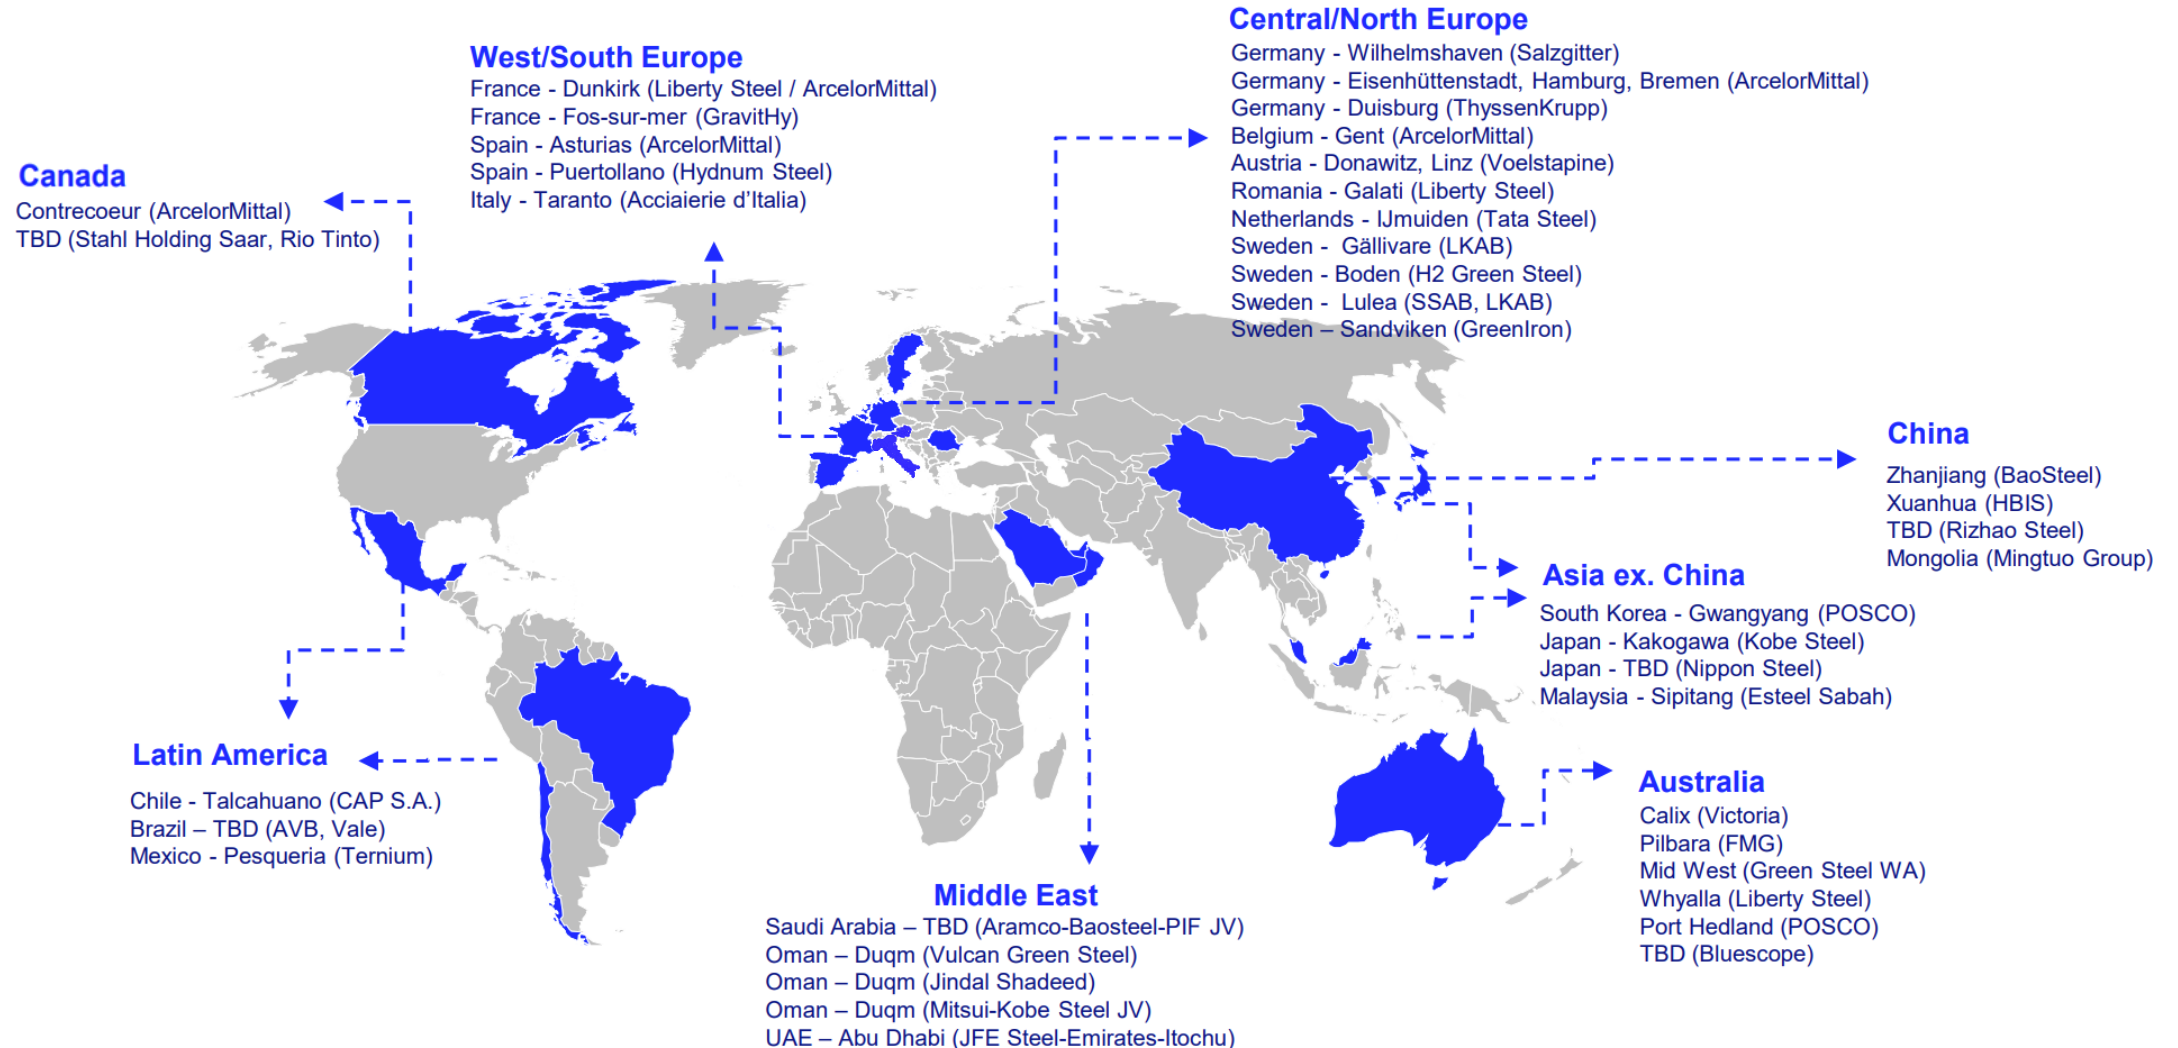 Central/North Europe
Germany - Wilhelmshaven (Salzgitter)
Germany - Eisenhüttenstadt, Hamburg, Bremen (ArcelorMittal)
Germany - Duisburg (ThyssenKrupp)
Belgium - Gent (ArcelorMittal)
Austria - Donawitz, Linz (Voelstapine)
Romania - Galati (Liberty Steel)
Netherlands - IJmuiden (Tata Steel)
Sweden - Gällivare (LKAB)
Sweden - Boden (H2 Green Steel)
Sweden - Lulea (SSAB, LKAB)
Sweden – Sandviken (GreenIron)
West/South Europe
France - Dunkirk (Liberty Steel / ArcelorMittal)
France - Fos-sur-mer (GravitHy)
Spain - Asturias (ArcelorMittal)
Spain - Puertollano (Hydnum Steel)
Italy - Taranto (Acciaierie d'Italia)
Canada
Contrecoeur (ArcelorMittal)
TBD (Stahl Holding Saar, Rio Tinto)
China
Zhanjiang (BaoSteel)
Xuanhua (HBIS)
TBD (Rizhao Steel)
Mongolia (Mingtuo Group)
Asia ex. China
South Korea - Gwangyang (POSCO)
Japan - Kakogawa (Kobe Steel)
Japan - TBD (Nippon Steel)
Malaysia - Sipitang (Esteel Sabah)
Latin America
Chile - Talcahuano (CAP S.A.)
Brazil – TBD (AVB, Vale)
Mexico - Pesqueria (Ternium)
Australia
Calix (Victoria)
Pilbara (FMG)
Mid West (Green Steel WA)
Whyalla (Liberty Steel)
Port Hedland (POSCO)
TBD (Bluescope)
Middle East
Saudi Arabia – TBD (Aramco-Baosteel-PIF JV)
Oman – Duqm (Vulcan Green Steel)
Oman – Duqm (Jindal Shadeed)
Oman – Duqm (Mitsui-Kobe Steel JV)
UAE – Abu Dhabi (JFE Steel-Emirates-Itochu)